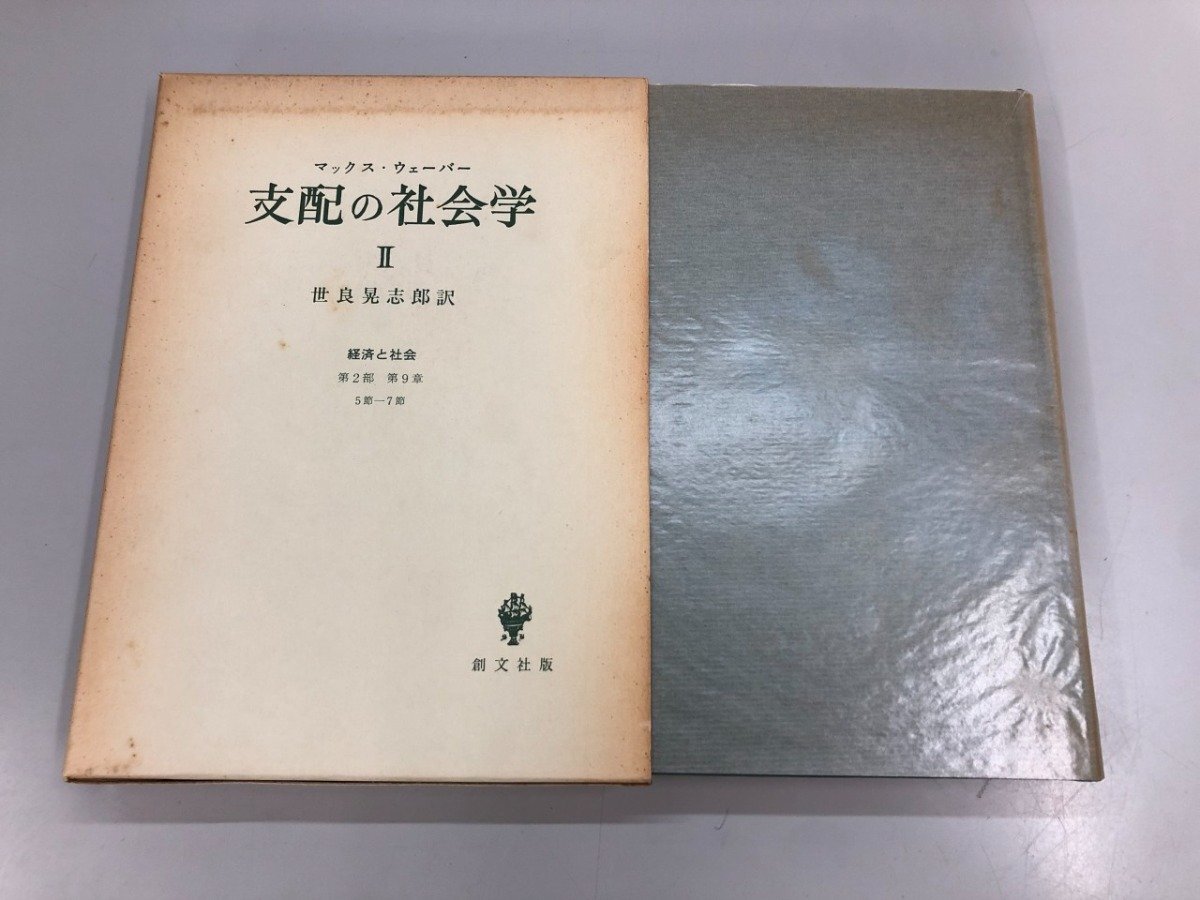 マックス・ウェーバー
支配の社会学
Ⅱ
世良晃志郎訳
経済と社会
第2部 第9章
5節―7節
創文社版